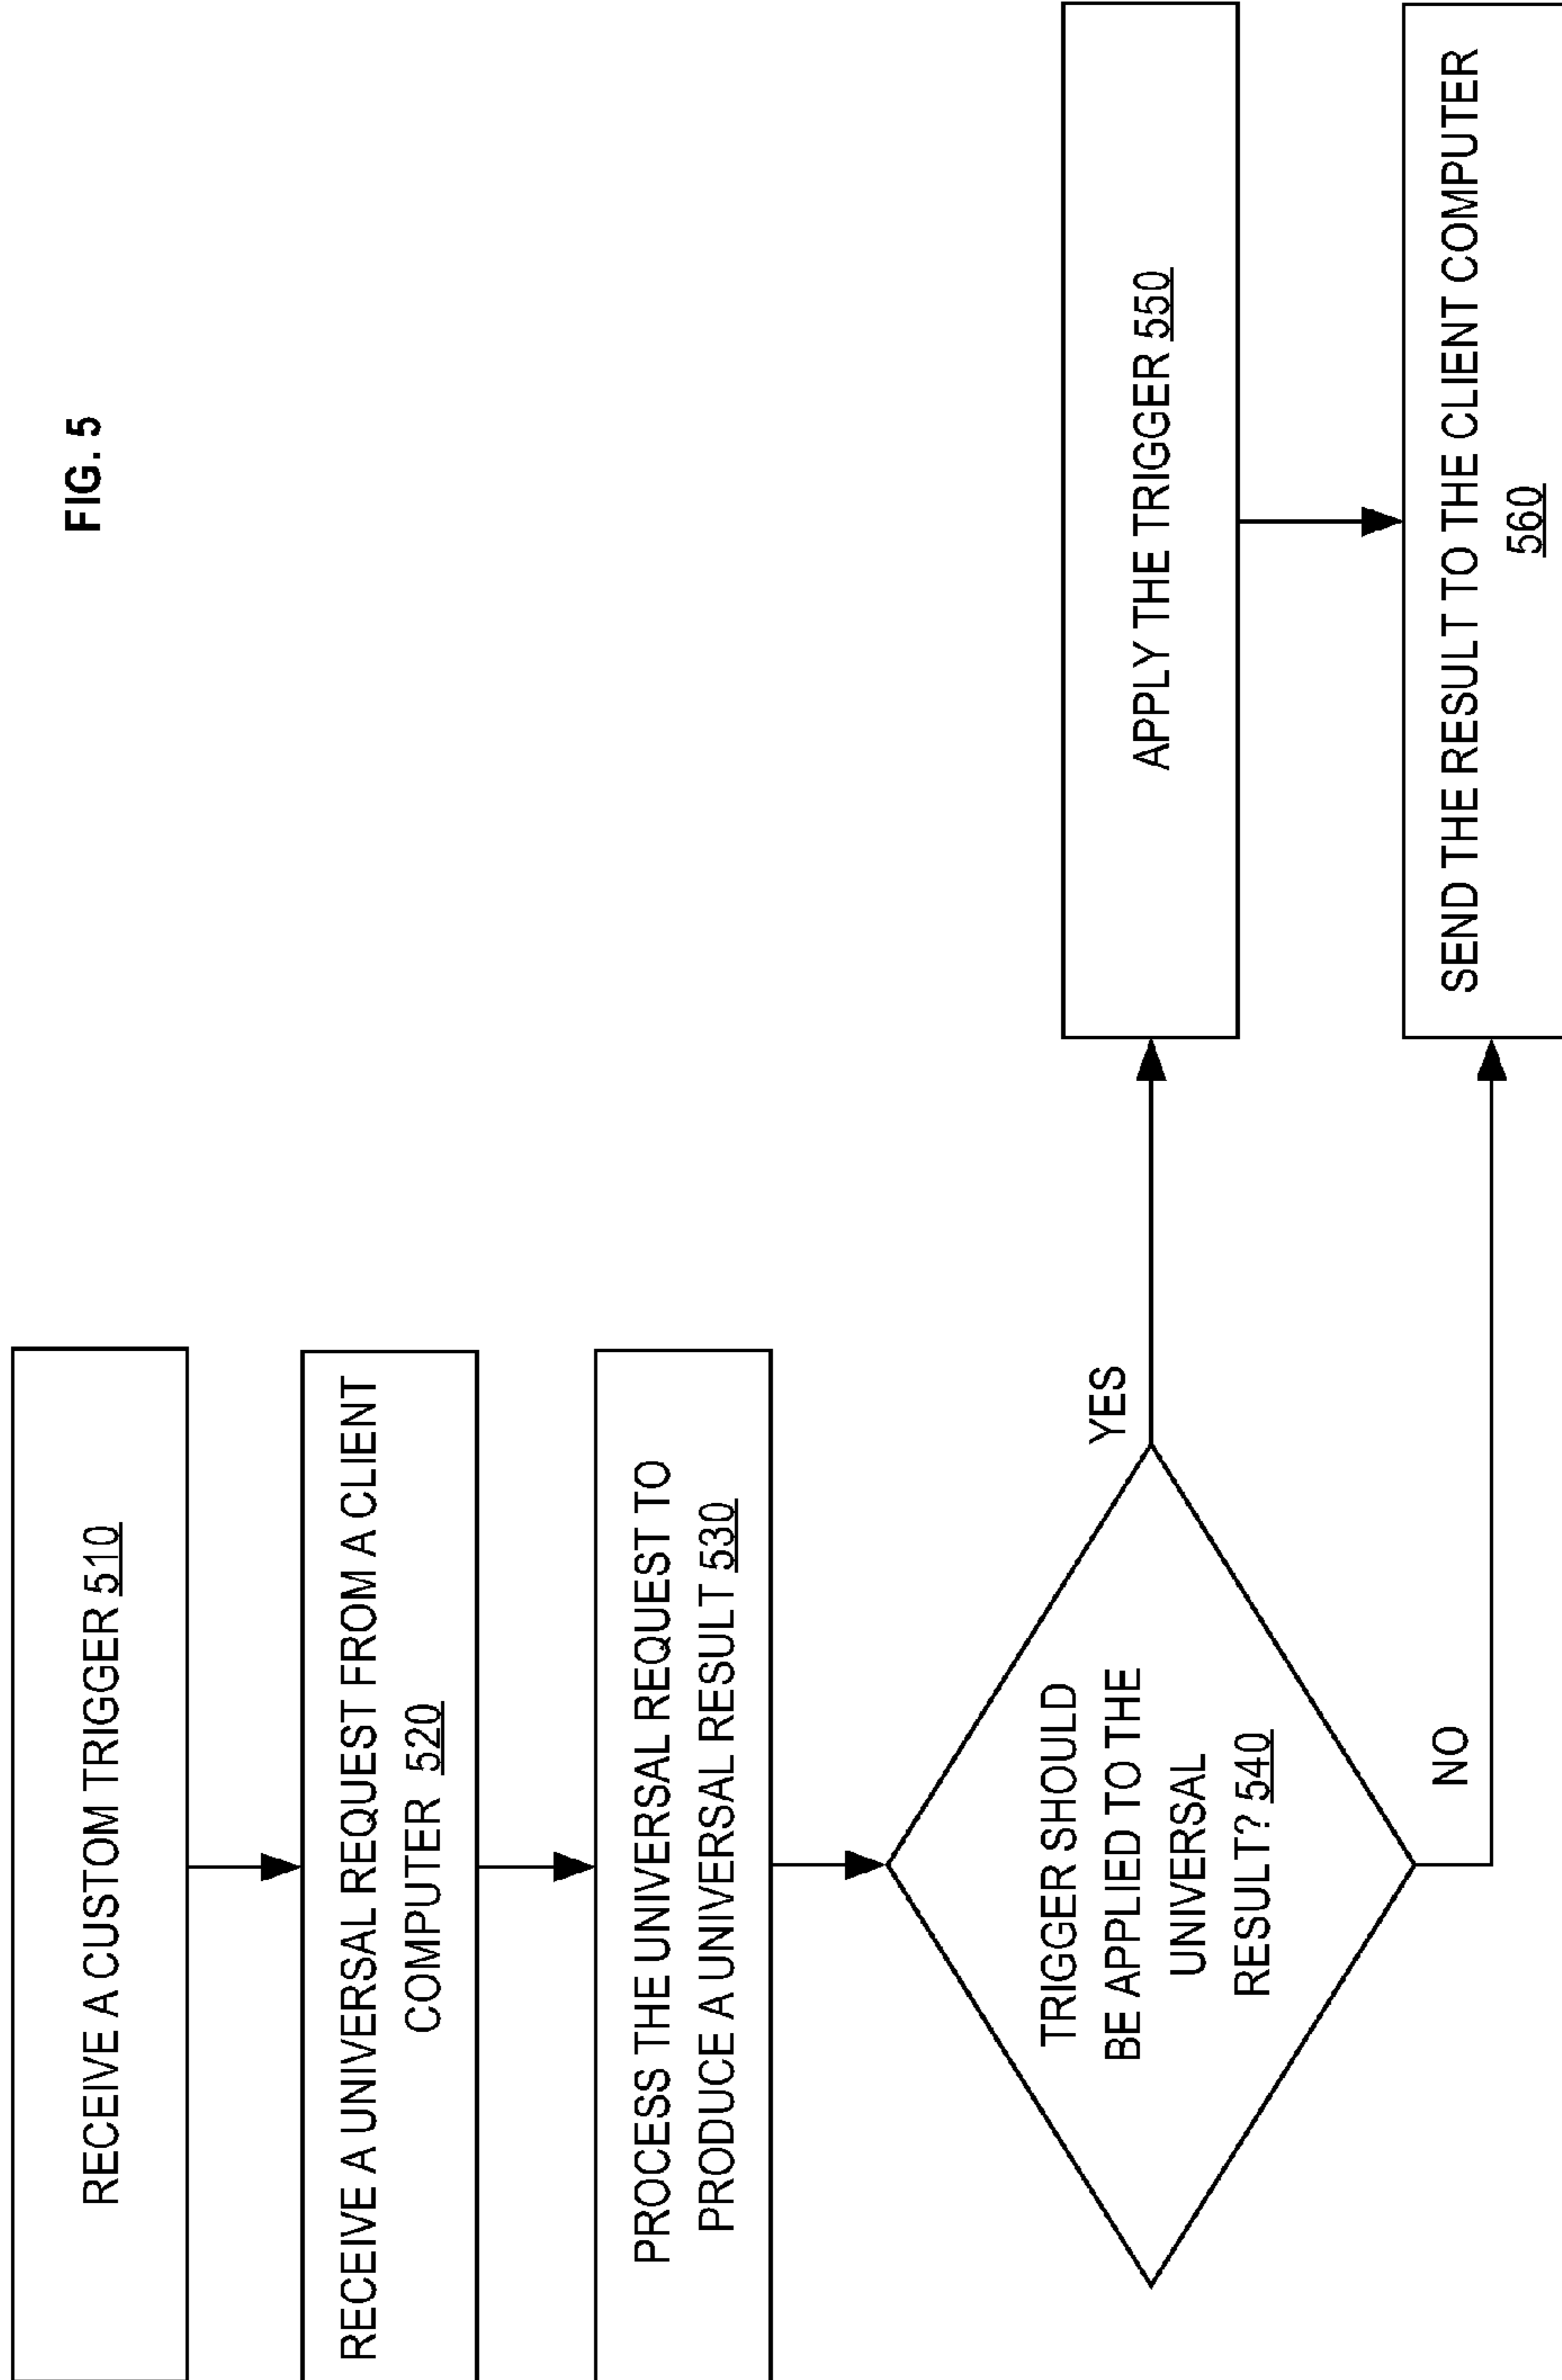 FIG. 5
RECEIVE A CUSTOM TRIGGER 510
RECEIVE A UNIVERSAL REQUEST FROM A CLIENT
COMPUTER 520
PROCESS THE UNIVERSAL REQUEST TO
PRODUCE A UNIVERSAL RESULT 530
TRIGGER SHOULD
BE APPLIED TO THE
UNIVERSAL
RESULT? 540
YES
NO
APPLY THE TRIGGER 550
SEND THE RESULT TO THE CLIENT COMPUTER
560